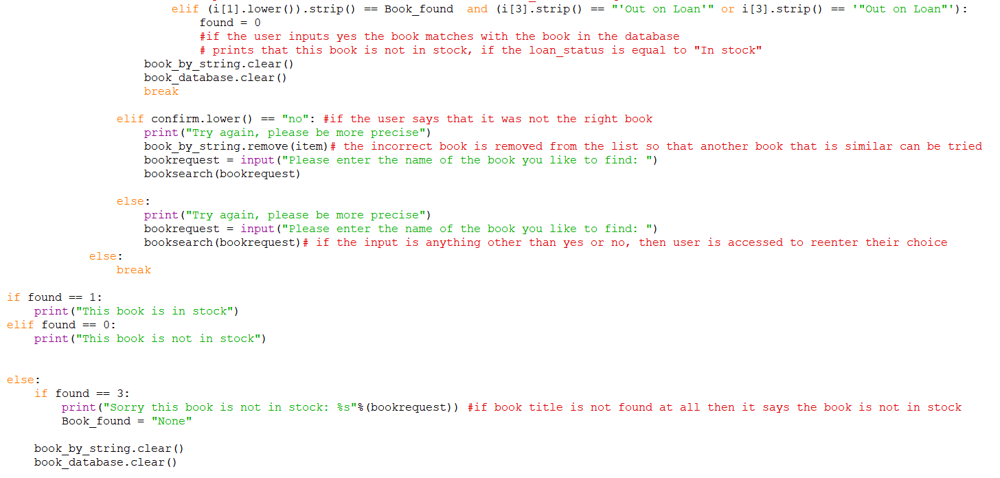 elif (i[1].lower()).strip() == Book_found  and (i[3].strip() == "'Out on Loan'" or i[3].strip() == '"Out on Loan"'):
found = 0
#if the user inputs yes the book matches with the book in the database
# prints that this book is not in stock, if the loan_status is equal to "In stock"
book_by_string.clear()
book_database.clear()
break
elif confirm.lower() == "no": #if the user says that it was not the right book
print("Try again, please be more precise")
book_by_string.remove(item)# the incorrect book is removed from the list so that another book that is similar can be tried
bookrequest = input("Please enter the name of the book you like to find: ")
booksearch(bookrequest)
else:
print("Try again, please be more precise")
bookrequest = input("Please enter the name of the book you like to find: ")
booksearch(bookrequest)# if the input is anything other than yes or no, then user is accessed to reenter their choice
else:
break
if found == 1:
print("This book is in stock")
elif found == 0:
print("This book is not in stock")
else:
if found == 3:
print("Sorry this book is not in stock: %s"%(bookrequest)) #if book title is not found at all then it says the book is not in stock
Book_found = "None"
book_by_string.clear()
book_database.clear()